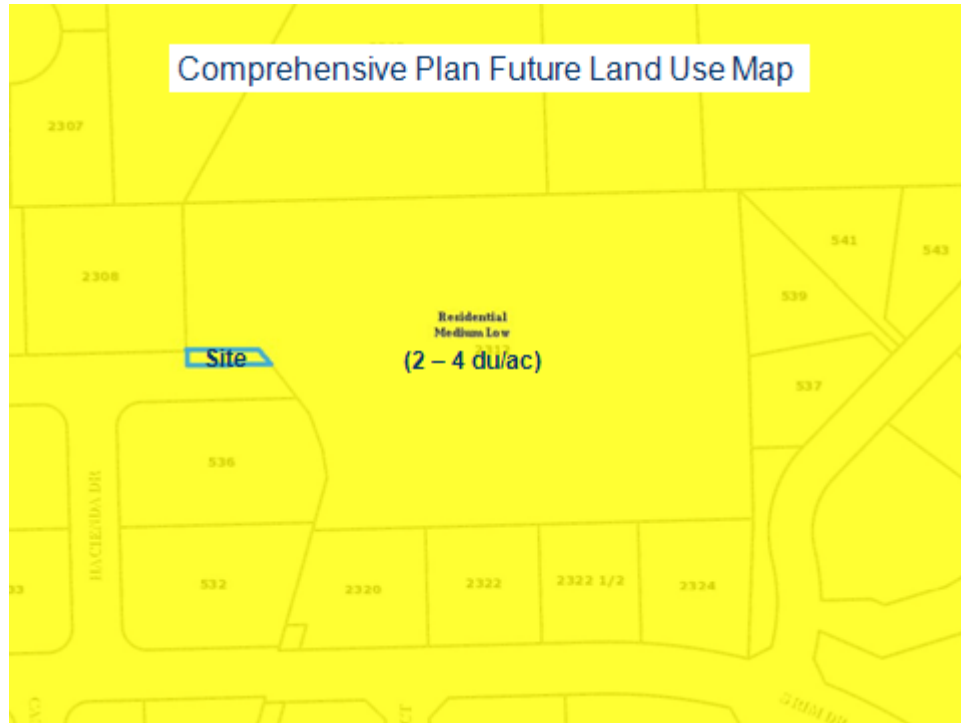 Comprehensive Plan Future Land Use Map
2307
541
543
2308
539
Residential
Medium Low
2312
Site
(2 – 4 du/ac)
537
536
HACIENDA DR
532
2320
2322
2322 1/2
2324